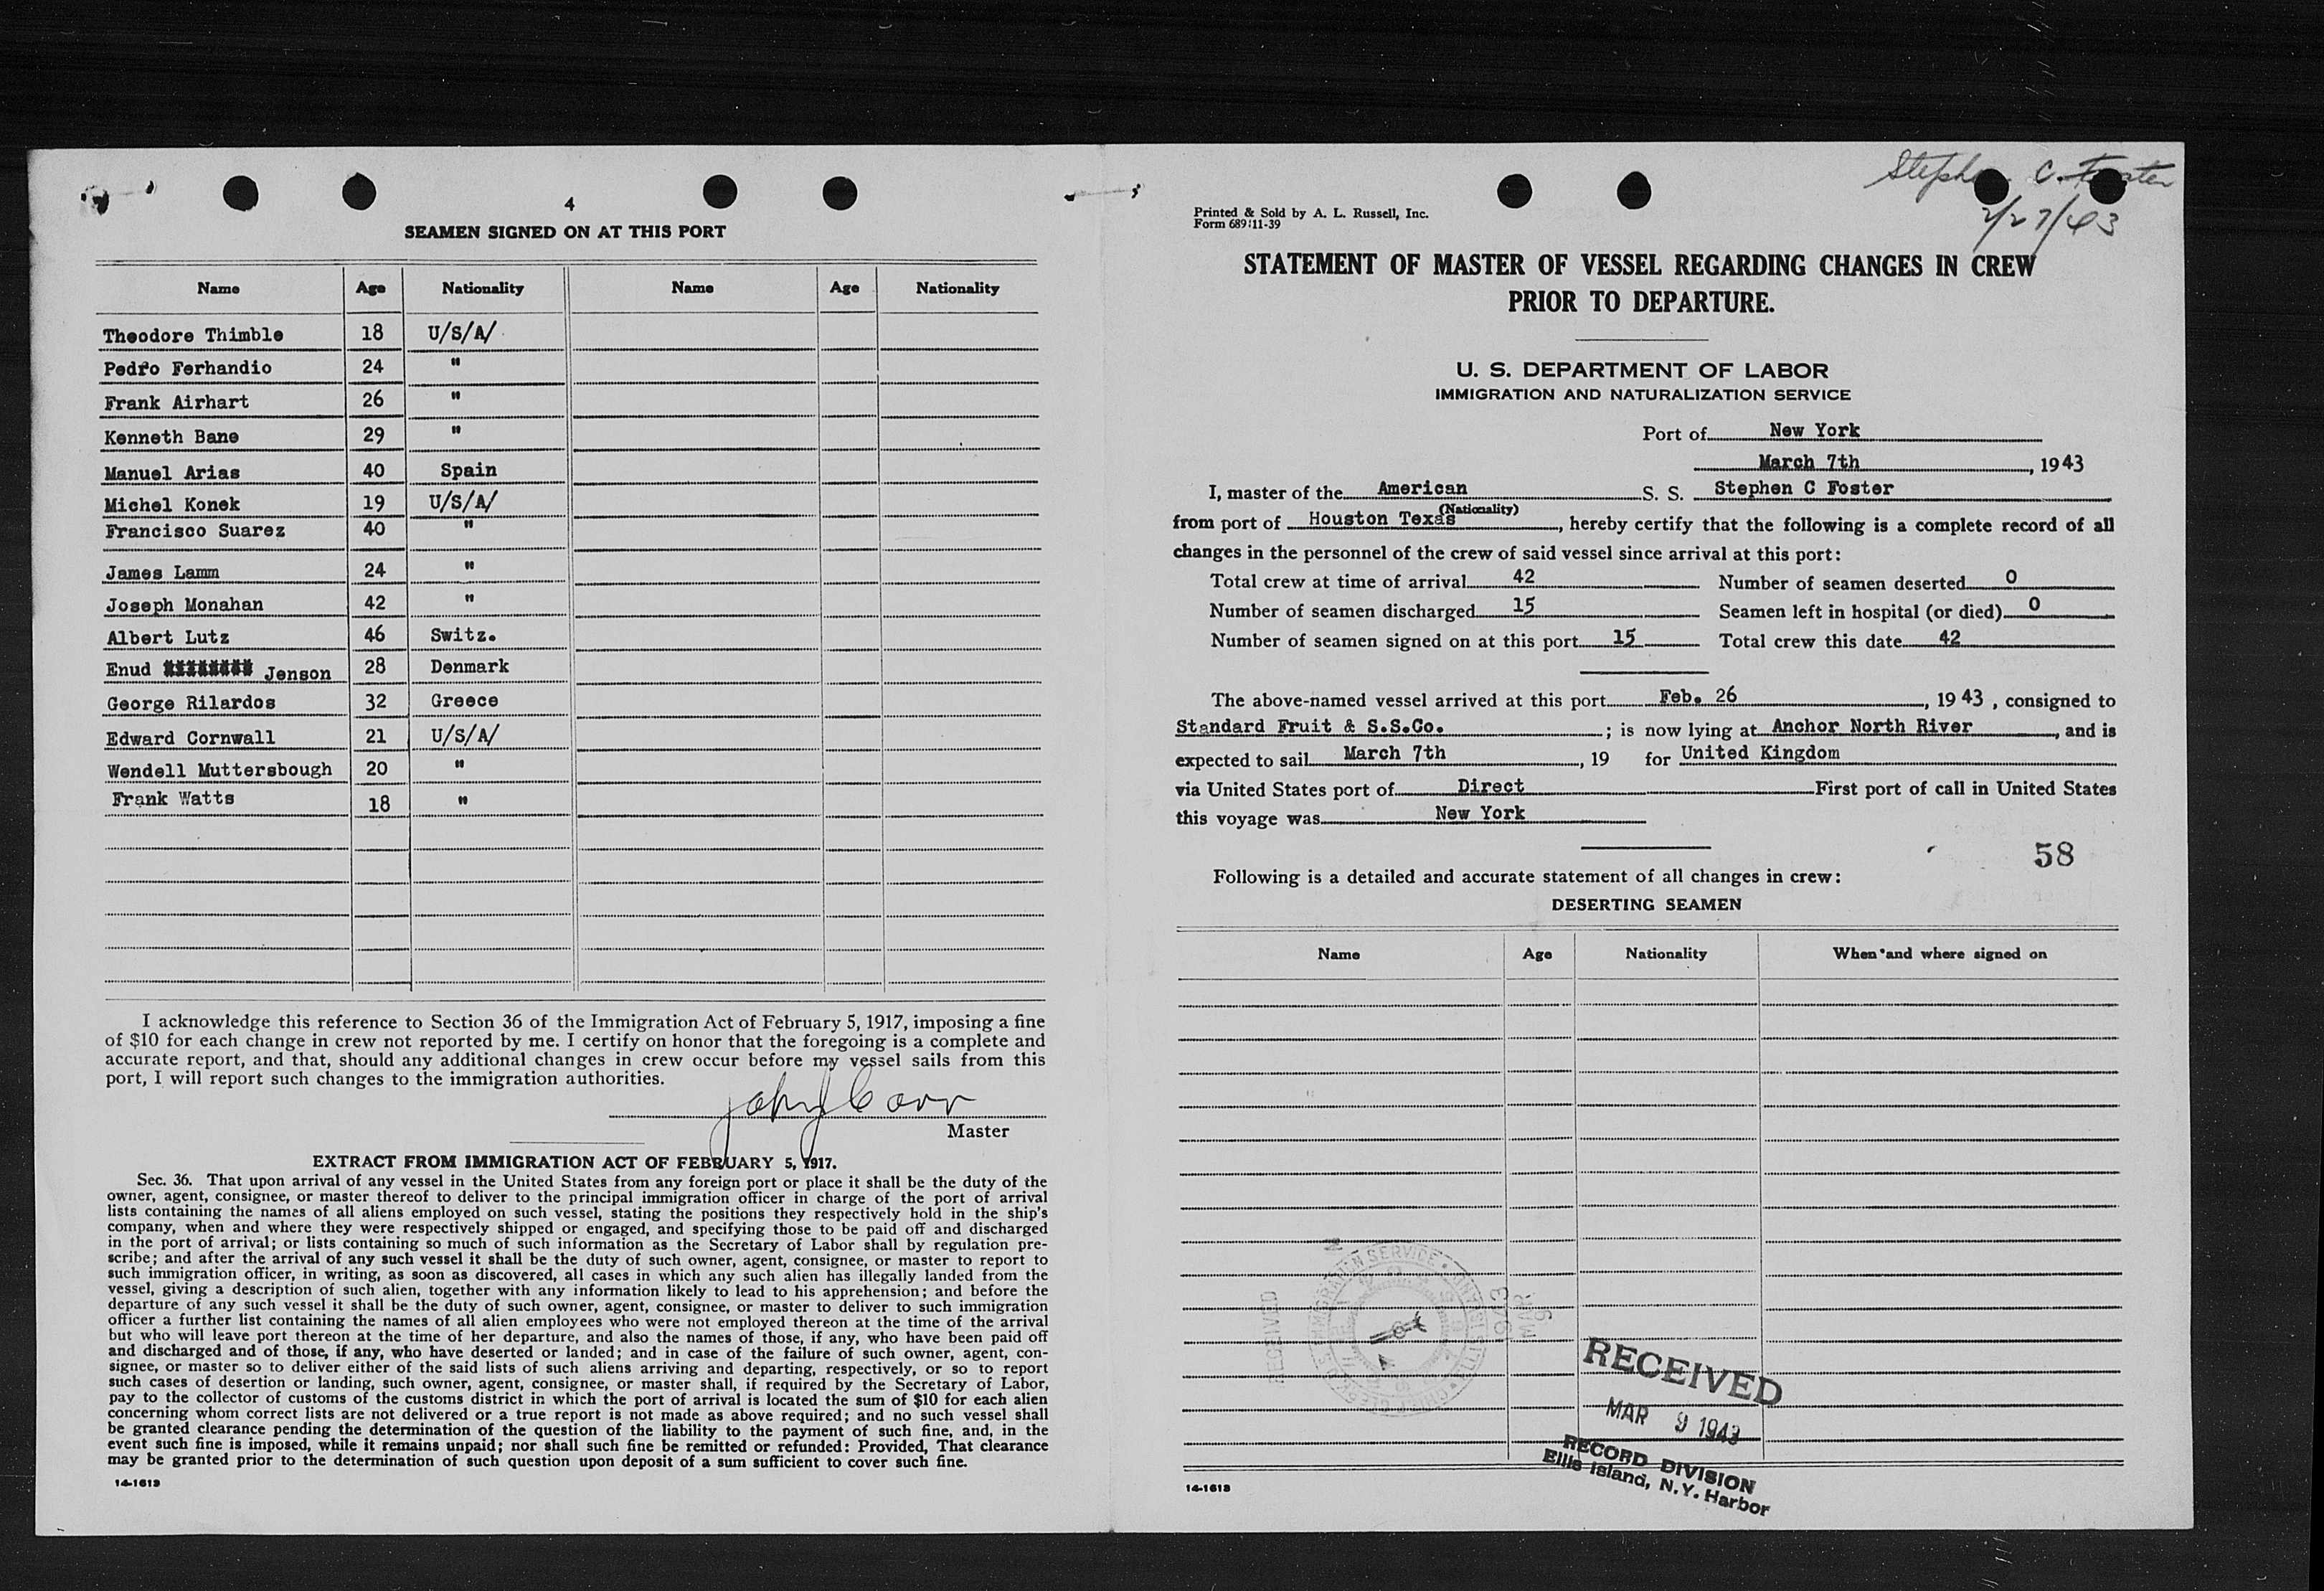 4
SEAMEN SIGNED ON AT THIS PORT
Name Age Nationality Name Age Nationality
Theodore Thimble 18 U/S/A/
Pedro Ferhandio 24 "
Frank Airhart 26 "
Kenneth Bane 29 "
Manuel Arias 40 Spain
Michel Konek 19 U/S/A/
Francisco Suarez 40 "
James Lamm 24 "
Joseph Monahan 42 "
Albert Lutz 46 Switz.
Enud Jenson 28 Denmark
George Rilardos 32 Greece
Edward Cornwall 21 U/S/A/
Wendell Muttersbough 20 "
Frank Watts 18 "
I acknowledge this reference to Section 36 of the Immigration Act of February 5, 1917, imposing a fine
of $10 for each change in crew not reported by me. I certify on honor that the foregoing is a complete and
accurate report, and that, should any additional changes in crew occur before my vessel sails from this
port, I will report such changes to the immigration authorities.
John J Carr
Master
EXTRACT FROM IMMIGRATION ACT OF FEBRUARY 5, 1917.
Sec. 36. That upon arrival of any vessel in the United States from any foreign port or place it shall be the duty of the
owner, agent, consignee, or master thereof to deliver to the principal immigration officer in charge of the port of arrival
lists containing the names of all aliens employed on such vessel, stating the positions they respectively hold in the ship's
company, when and where they were respectively shipped or engaged, and specifying those to be paid off and discharged
in the port of arrival; or lists containing so much of such information as the Secretary of Labor shall by regulation pre-
scribe; and after the arrival of any such vessel it shall be the duty of such owner, agent, consignee, or master to report to
such immigration officer, in writing, as soon as discovered, all cases in which any such alien has illegally landed from the
vessel, giving a description of such alien, together with any information likely to lead to his apprehension; and before the
departure of any such vessel it shall be the duty of such owner, agent, consignee, or master to deliver to such immigration
officer a further list containing the names of all alien employees who were not employed thereon at the time of the arrival
but who will leave port thereon at the time of her departure, and also the names of those, if any, who have been paid off
and discharged and of those, if any, who have deserted or landed; and in case of the failure of such owner, agent, con-
signee, or master so to deliver either of the said lists of such aliens arriving and departing, respectively, or so to report
such cases of desertion or landing, such owner, agent, consignee, or master shall, if required by the Secretary of Labor,
pay to the collector of customs of the customs district in which the port of arrival is located the sum of $10 for each alien
concerning whom correct lists are not delivered or a true report is not made as above required; and no such vessel shall
be granted clearance pending the determination of the question of the liability to the payment of such fine, and, in the
event such fine is imposed, while it remains unpaid; nor shall such fine be remitted or refunded: Provided, That clearance
may be granted prior to the determination of such question upon deposit of a sum sufficient to cover such fine.
14-1613
Stephen C. Foster
2/27/43
Printed & Sold by A. L. Russell, Inc.
Form 689:11-39
STATEMENT OF MASTER OF VESSEL REGARDING CHANGES IN CREW
PRIOR TO DEPARTURE.
U. S. DEPARTMENT OF LABOR
IMMIGRATION AND NATURALIZATION SERVICE
Port of New York
March 7th, 1943
I, master of the American S. S. Stephen C Foster
(Nationality)
from port of Houston Texas, hereby certify that the following is a complete record of all
changes in the personnel of the crew of said vessel since arrival at this port:
Total crew at time of arrival 42 Number of seamen deserted 0
Number of seamen discharged 15 Seamen left in hospital (or died) 0
Number of seamen signed on at this port 15 Total crew this date 42
The above-named vessel arrived at this port Feb. 26, 1943, consigned to
Standard Fruit & S.S.Co.; is now lying at Anchor North River, and is
expected to sail March 7th, 19 for United Kingdom
via United States port of Direct First port of call in United States
this voyage was New York
58
Following is a detailed and accurate statement of all changes in crew:
DESERTING SEAMEN
Name Age Nationality When and where signed on
RECEIVED
1943
MAR 9
RECEIVED
MAR 9 1943
RECORD DIVISION
Ellis Island, N.Y. Harbor
14-1613